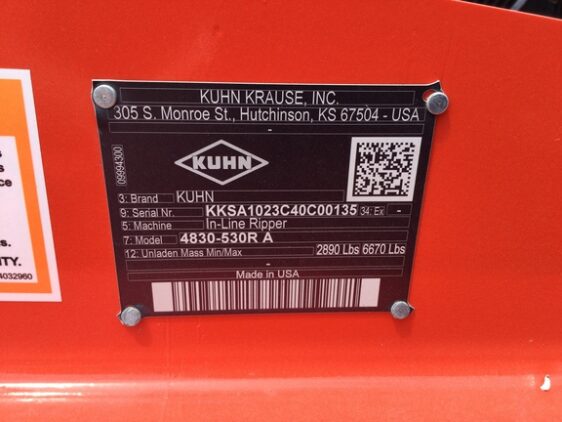 KUHN KRAUSE, INC.
305 S. Monroe St., Hutchinson, KS 67504 - USA
09994300
KUHN
3: Brand KUHN
9: Serial Nr. KKSA1023C40C00135 34: Ex -
5: Machine In-Line Ripper
7: Model 4830-530R A
12: Unladen Mass Min/Max 2890 Lbs 6670 Lbs
Made in USA
s.
ITY.
4032960